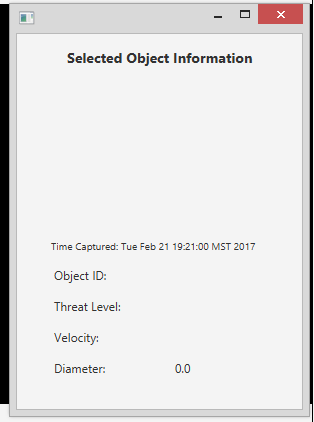 Selected Object Information
Time Captured: Tue Feb 21 19:21:00 MST 2017
Object ID:
Threat Level:
Velocity:
Diameter: 0.0